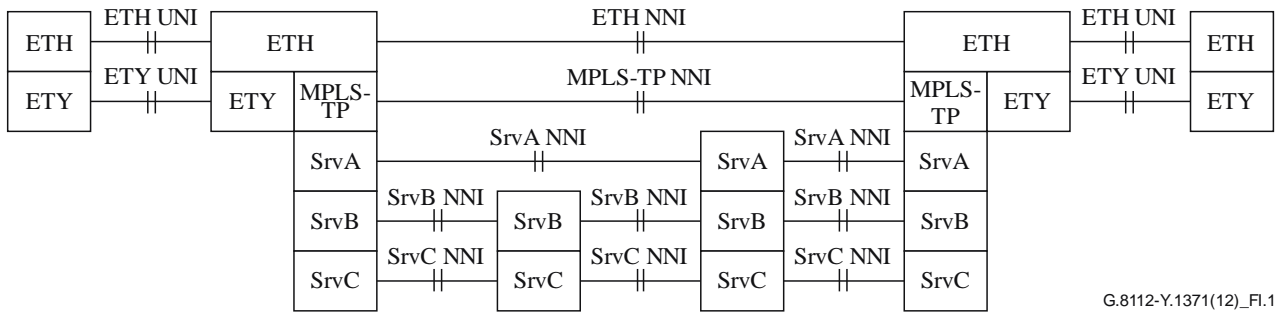 ETH UNI ETH NNI ETH UNI
ETH ETH ETH ETH
ETY UNI MPLS-TP NNI ETY UNI
ETY ETY MPLS-
TP MPLS-
TP ETY ETY
SrvA NNI SrvA NNI
SrvA SrvA SrvA
SrvB NNI SrvB NNI SrvB NNI
SrvB SrvB SrvB SrvB
SrvC NNI SrvC NNI SrvC NNI
SrvC SrvC SrvC SrvC
G.8112-Y.1371(12)_FI.1